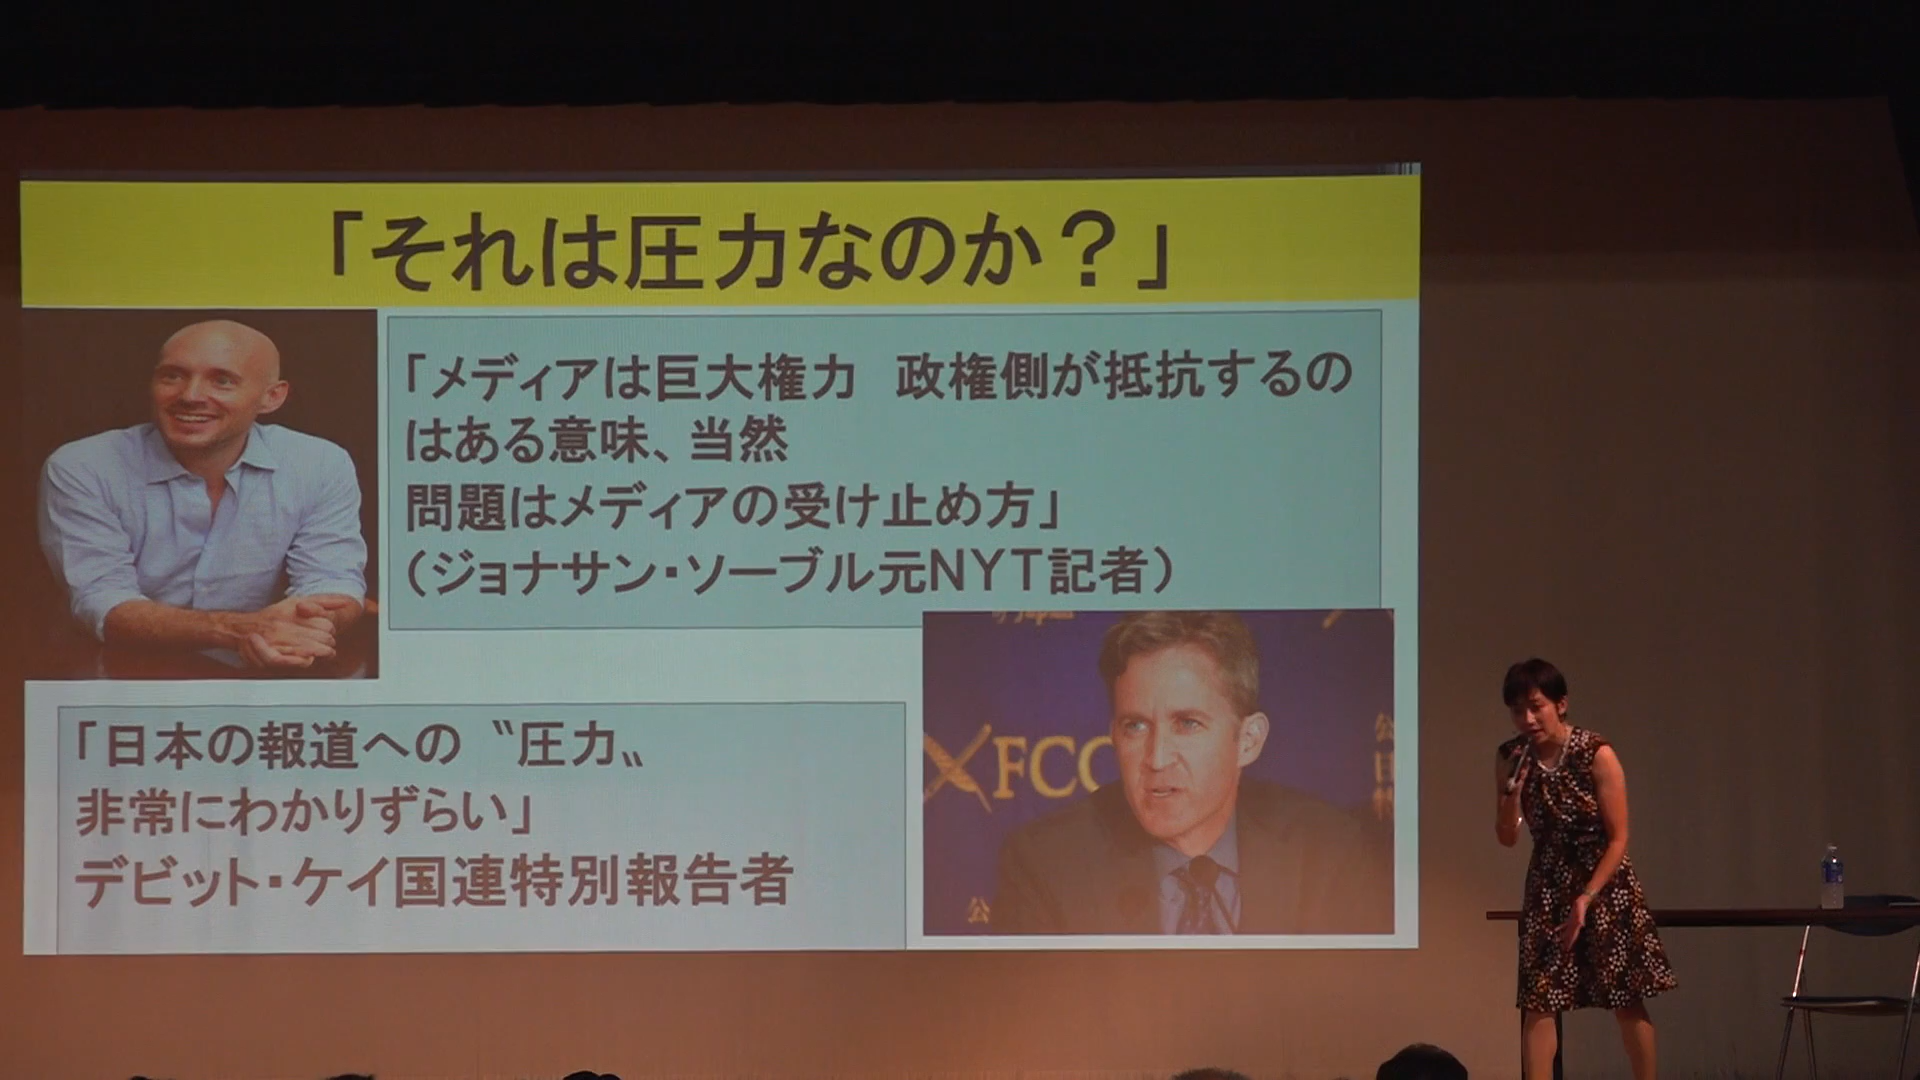 「それは圧力なのか？」
「メディアは巨大権力　政権側が抵抗するの
はある意味、当然
問題はメディアの受け止め方」
（ジョナサン・ソーブル元NYT記者）
「日本の報道への〝圧力〟
非常にわかりずらい」
デビット・ケイ国連特別報告者
FCC
公